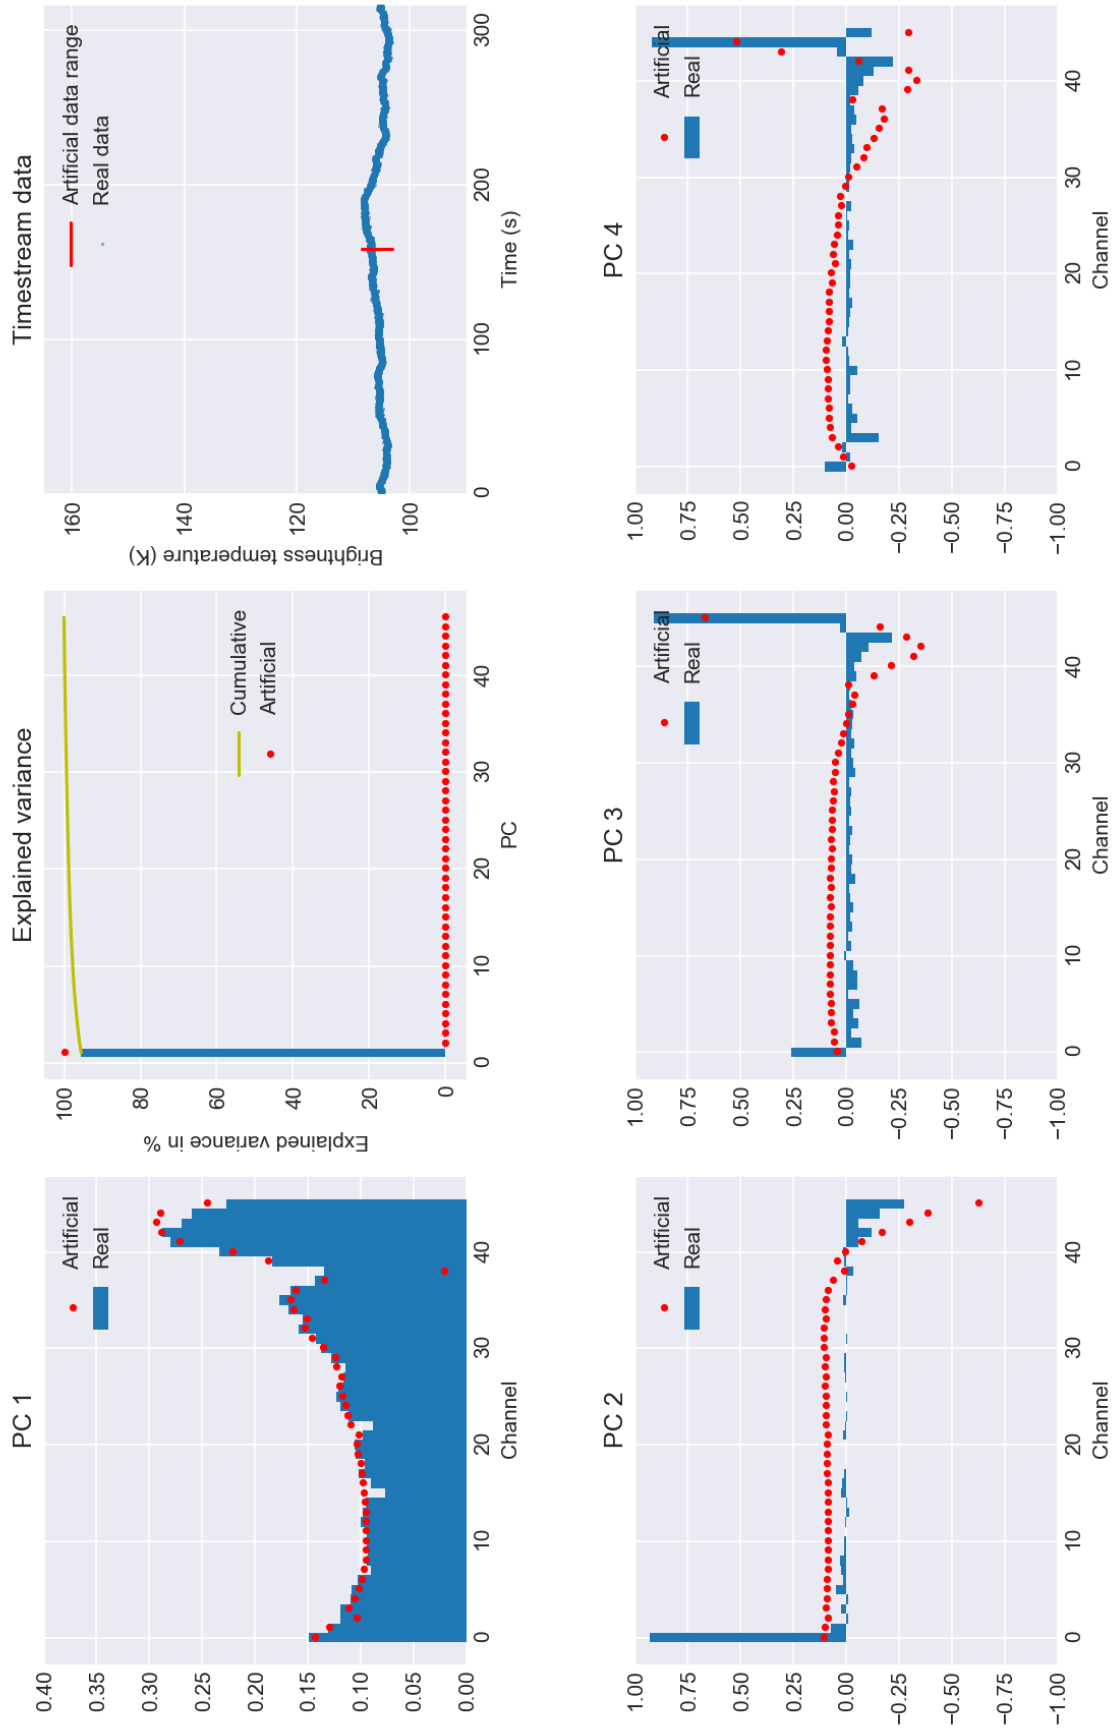 PC 1
0.40
0.35
0.30
0.25
0.20
0.15
0.10
0.05
0.00
0 10 20 30 40
Channel
Artificial
Real
Explained variance
Explained variance in %
100
80
60
40
20
0
0 10 20 30 40
PC
Cumulative
Artificial
Timestream data
Brightness temperature (K)
160
140
120
100
0 100 200 300
Time (s)
Artificial data range
Real data
PC 2
1.00
0.75
0.50
0.25
0.00
−0.25
−0.50
−0.75
−1.00
0 10 20 30 40
Channel
Artificial
Real
PC 3
1.00
0.75
0.50
0.25
0.00
−0.25
−0.50
−0.75
−1.00
0 10 20 30 40
Channel
Artificial
Real
PC 4
1.00
0.75
0.50
0.25
0.00
−0.25
−0.50
−0.75
−1.00
0 10 20 30 40
Channel
Artificial
Real